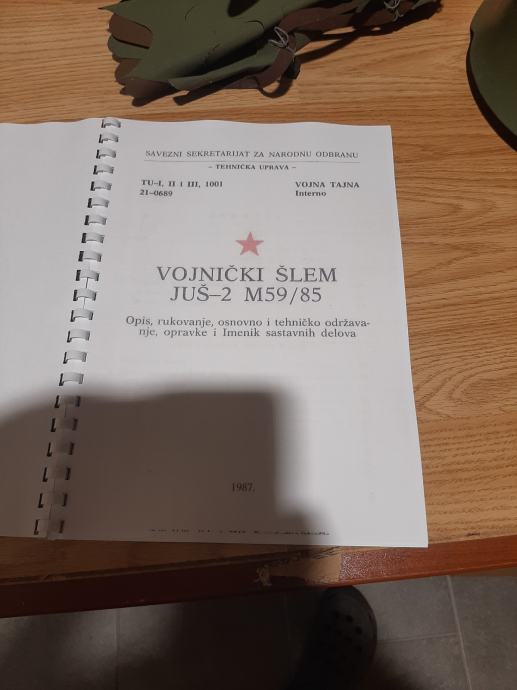 SAVEZNI SEKRETARIJAT ZA NARODNU ODBRANU
– TEHNIČKA UPRAVA –
TU–I, II i III, 1001 VOJNA TAJNA
21–0689 Interno
VOJNIČKI ŠLEM
JUŠ–2 M59/85
Opis, rukovanje, osnovno i tehničko održava-
nje, opravke i Imenik sastavnih delova
1987.